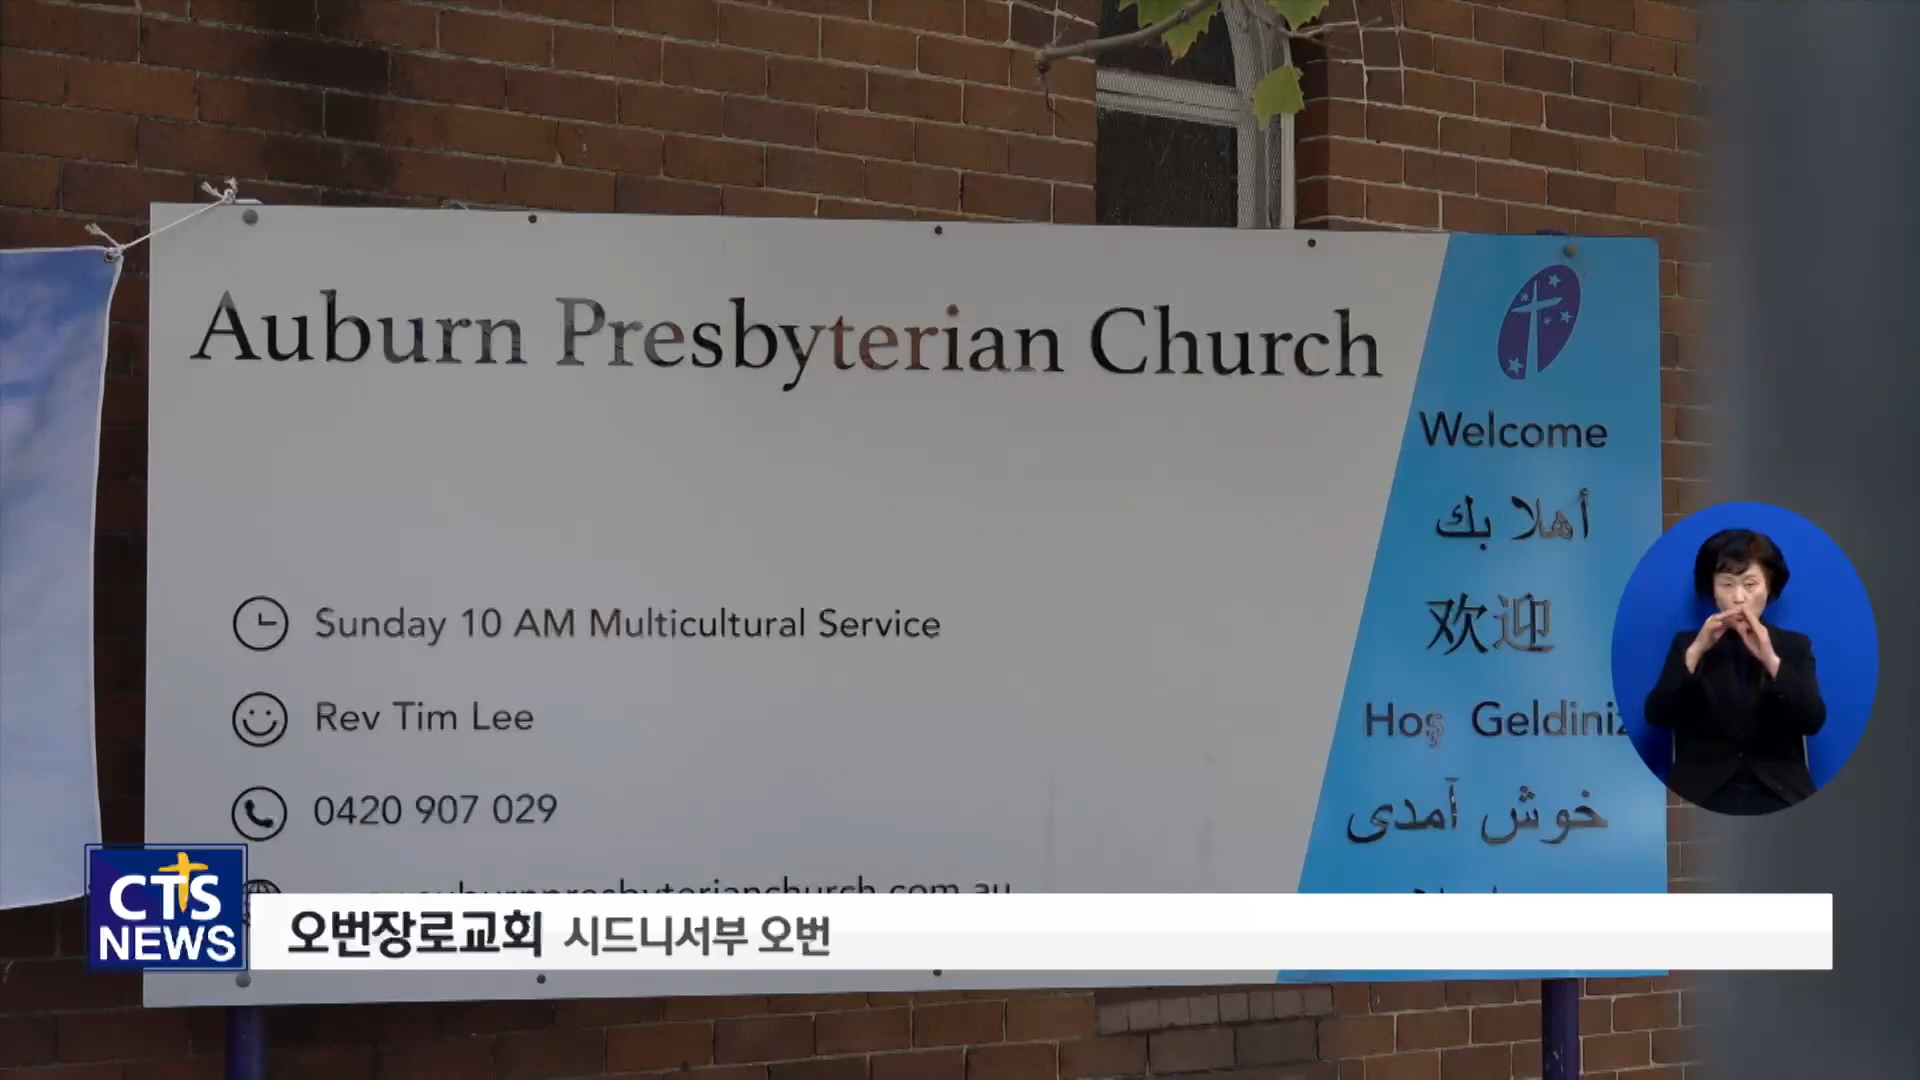 Auburn Presbyterian Church
Sunday 10 AM Multicultural Service
Rev Tim Lee
0420 907 029
Welcome
أهلا بك
欢迎
Hoş Geldiniz
خوش آمدی
CTS
NEWS
오번장로교회 시드니서부 오번